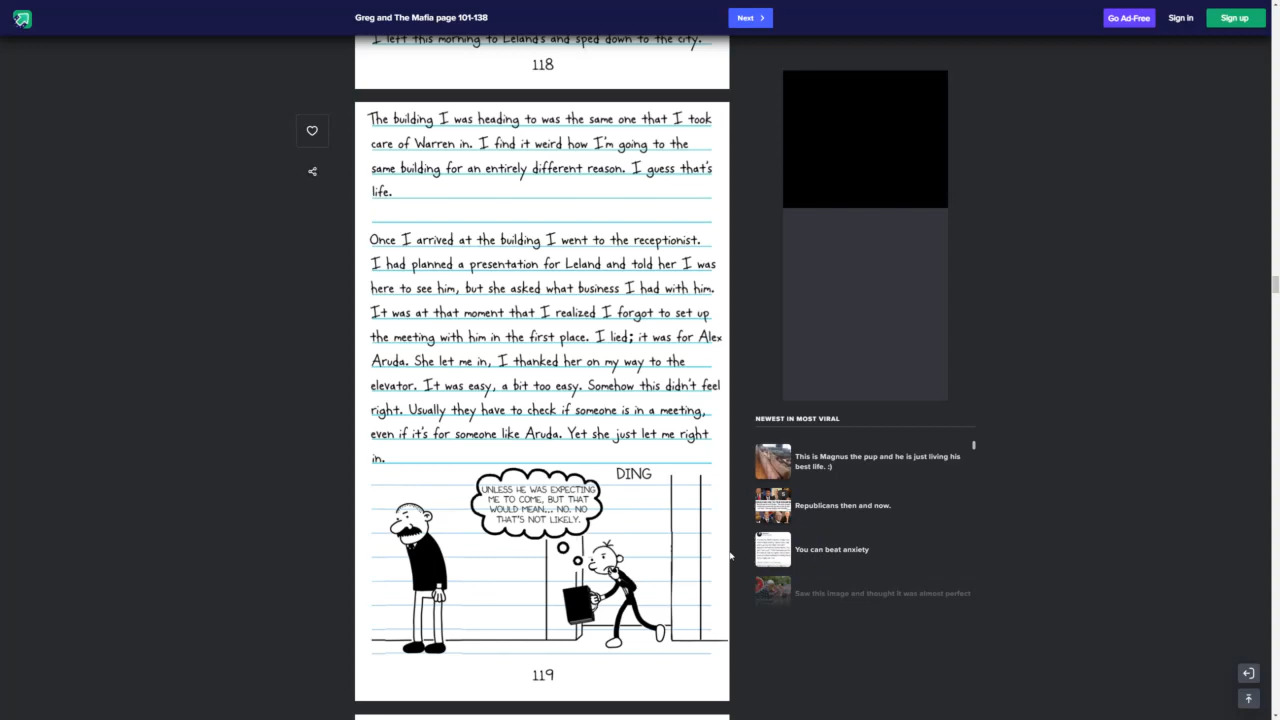 Greg and The Mafia page 101-138
Next
Go Ad-Free
Sign in
Sign up
I left this morning to Leland's and sped down to the city.
118
The building I was heading to was the same one that I took
care of Warren in. I find it weird how I'm going to the
same building for an entirely different reason. I guess that's
life.
Once I arrived at the building I went to the receptionist.
I had planned a presentation for Leland and told her I was
here to see him, but she asked what business I had with him.
It was at that moment that I realized I forgot to set up
the meeting with him in the first place. I lied; it was for Alex
Aruda. She let me in, I thanked her on my way to the
elevator. It was easy, a bit too easy. Somehow this didn't feel
right. Usually they have to check if someone is in a meeting,
even if it's for someone like Aruda. Yet she just let me right
in.
DING
UNLESS HE WAS EXPECTING
ME TO COME, BUT THAT
WOULD MEAN... NO. NO
THAT'S NOT LIKELY.
119
NEWEST IN MOST VIRAL
This is Magnus the pup and he is just living his
best life. :)
Republicans then and now.
You can beat anxiety
Saw this image and thought it was almost perfect